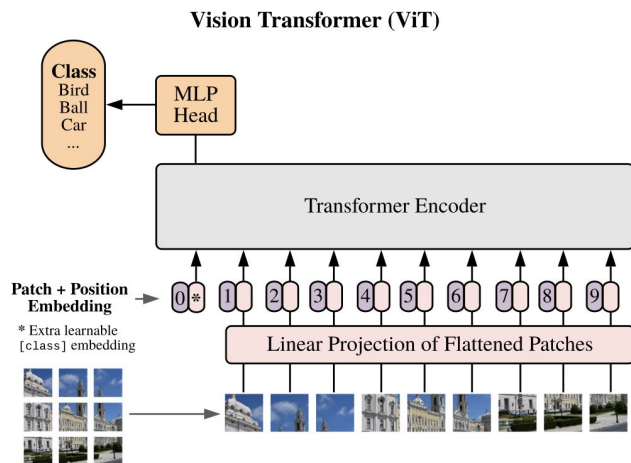 Vision Transformer (ViT)
Class
Bird
Ball
Car
...
MLP
Head
Transformer Encoder
Patch + Position
Embedding
* Extra learnable
[class] embedding
0 * 1 2 3 4 5 6 7 8 9
Linear Projection of Flattened Patches